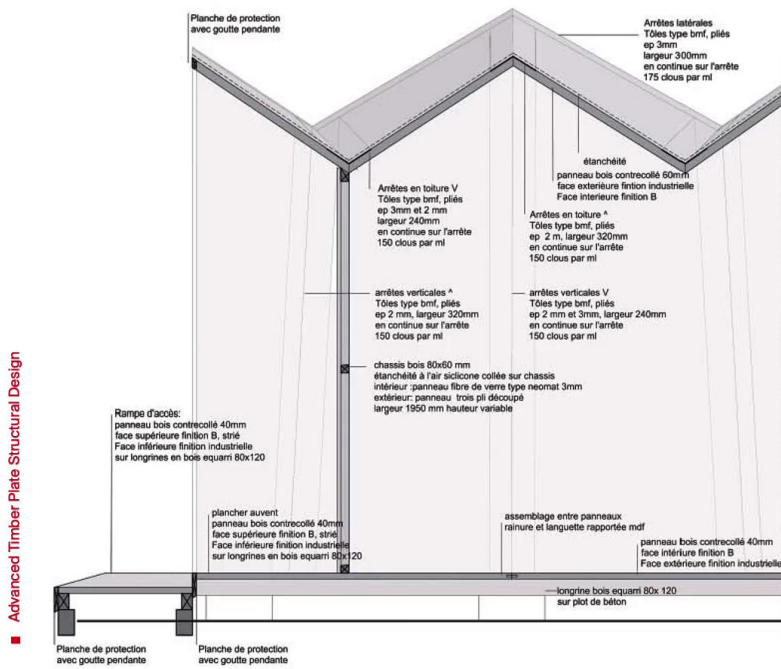 Planche de protection
avec goutte pendante
Arrêtes latérales
Tôles type bmf, pliés
ep 3mm
largeur 300mm
en continue sur l'arrête
175 clous par ml
étanchéité
panneau bois contrecollé 60mm
face exterièure fintion industrielle
Face interieure finition B
Arrêtes en toiture V
Tôles type bmf, pliés
ep 3mm et 2 mm
largeur 240mm
en continue sur l'arrête
150 clous par ml
Arrêtes en toiture ^
Tôles type bmf, pliés
ep 2 m, largeur 320mm
en continue sur l'arrête
150 clous par ml
arrêtes verticales ^
Tôles type bmf, pliés
ep 2 mm, largeur 320mm
en continue sur l'arrête
150 clous par ml
arrêtes verticales V
Tôles type bmf, pliés
ep 2 mm et 3mm, largeur 240mm
en continue sur l'arrête
150 clous par ml
chassis bois 80x60 mm
étanchéité à l'air siclicone collée sur chassis
intérieur :panneau fibre de verre type neomat 3mm
extérieur: panneau trois pli découpé
largeur 1950 mm hauteur variable
Rampe d'accès:
panneau bois contrecollé 40mm
face supérieure finition B, strié
Face inféricure finition industrielle
sur longrines en bois equarri 80x120
plancher auvent
panneau bois contrecollé 40mm
face supérieure finition B, strié
Face inférieure finition industrielle
sur longrines en bois equarri 80x120
assemblage entre panneaux
rainure et languette rapportée mdf
panneau bois contrecollé 40mm
face intériure finition B
Face extérieure finition industrielle
longrine bois equarri 80x 120
sur plot de béton
Planche de protection
avec goutte pendante
Planche de protection
avec goutte pendante
Advanced Timber Plate Structural Design